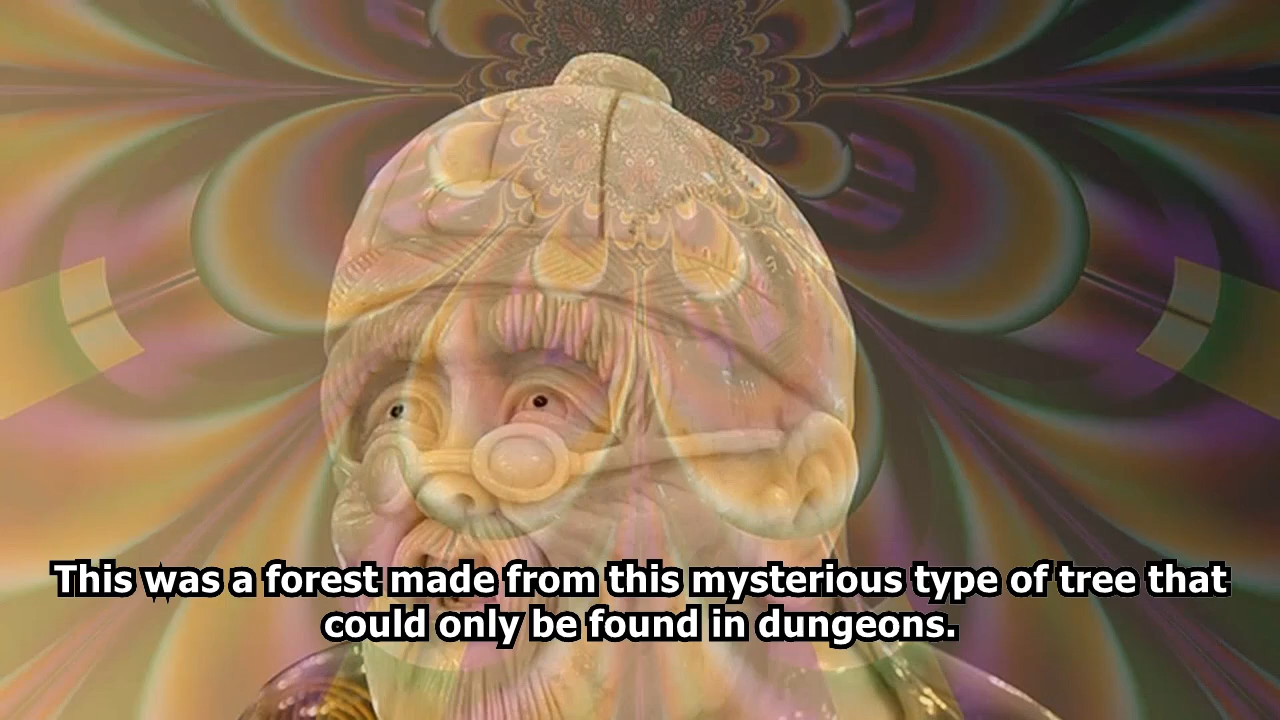 This was a forest made from this mysterious type of tree that
could only be found in dungeons.